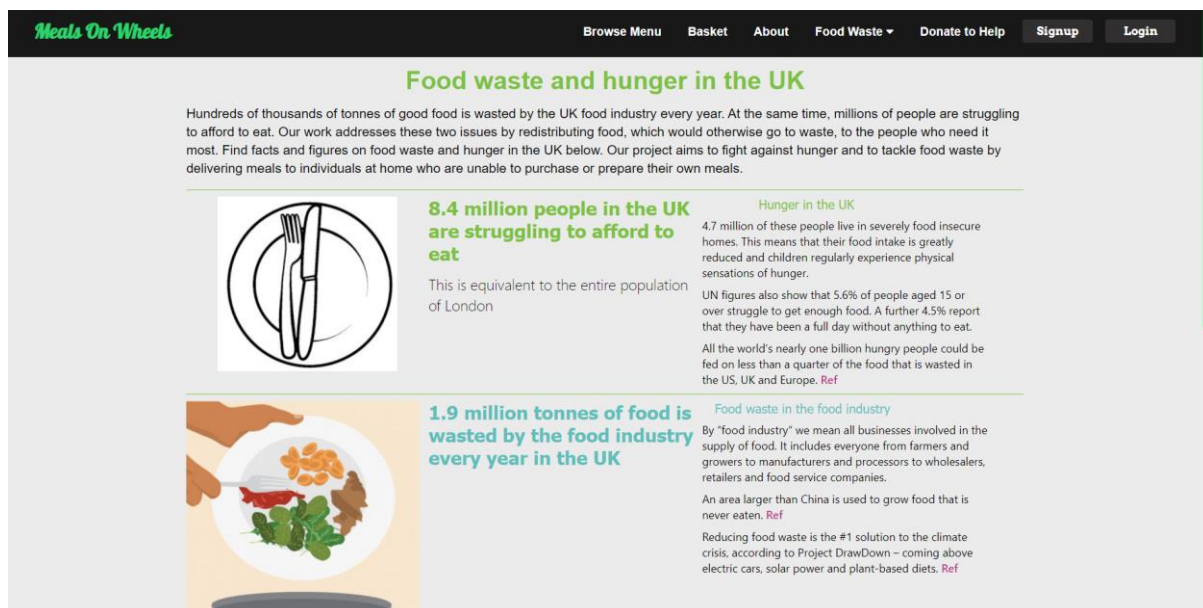 Meals On Wheels
Browse Menu
Basket
About
Food Waste
Donate to Help
Signup
Login
Food waste and hunger in the UK
Hundreds of thousands of tonnes of good food is wasted by the UK food industry every year. At the same time, millions of people are struggling
to afford to eat. Our work addresses these two issues by redistributing food, which would otherwise go to waste, to the people who need it
most. Find facts and figures on food waste and hunger in the UK below. Our project aims to fight against hunger and to tackle food waste by
delivering meals to individuals at home who are unable to purchase or prepare their own meals.
8.4 million people in the UK
are struggling to afford to
eat
This is equivalent to the entire population
of London
Hunger in the UK
4.7 million of these people live in severely food insecure
homes. This means that their food intake is greatly
reduced and children regularly experience physical
sensations of hunger.
UN figures also show that 5.6% of people aged 15 or
over struggle to get enough food. A further 4.5% report
that they have been a full day without anything to eat.
All the world's nearly one billion hungry people could be
fed on less than a quarter of the food that is wasted in
the US, UK and Europe. Ref
1.9 million tonnes of food is
wasted by the food industry
every year in the UK
Food waste in the food industry
By "food industry" we mean all businesses involved in the
supply of food. It includes everyone from farmers and
growers to manufacturers and processors to wholesalers,
retailers and food service companies.
An area larger than China is used to grow food that is
never eaten. Ref
Reducing food waste is the #1 solution to the climate
crisis, according to Project DrawDown – coming above
electric cars, solar power and plant-based diets. Ref